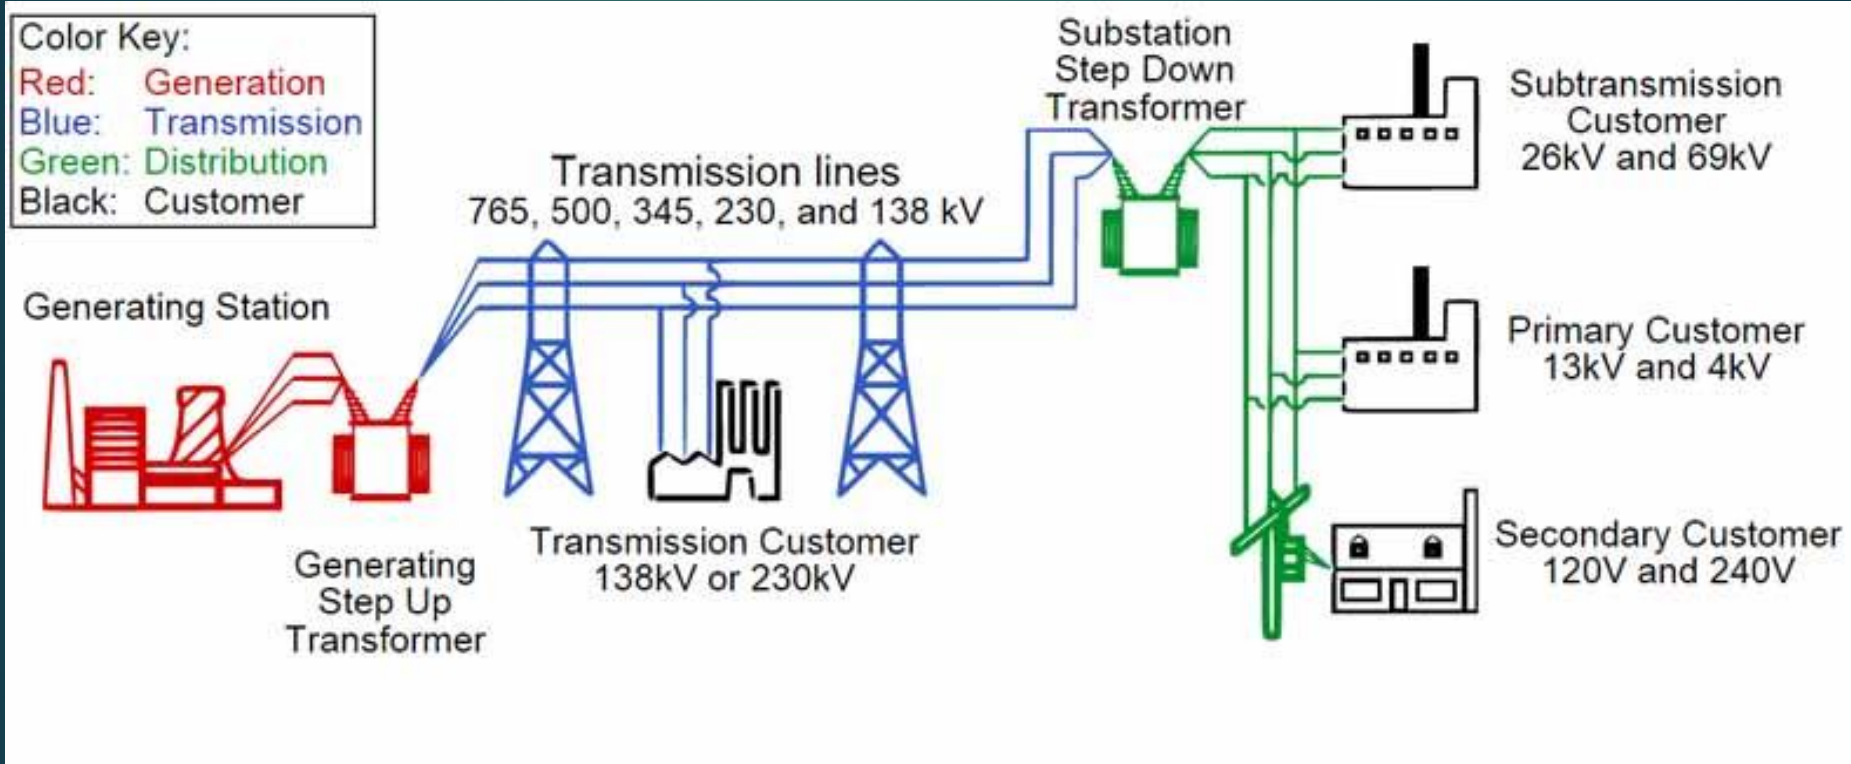 Color Key:
Red: Generation
Blue: Transmission
Green: Distribution
Black: Customer
Substation
Step Down
Transformer
Subtransmission
Customer
26kV and 69kV
Transmission lines
765, 500, 345, 230, and 138 kV
Generating Station
Primary Customer
13kV and 4kV
Transmission Customer
138kV or 230kV
Secondary Customer
120V and 240V
Generating
Step Up
Transformer